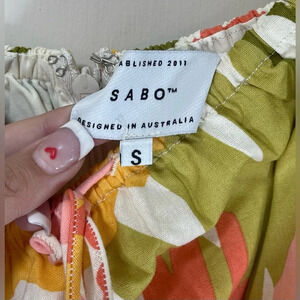 ABLISHED 2011
SABO™
DESIGNED IN AUSTRALIA
S